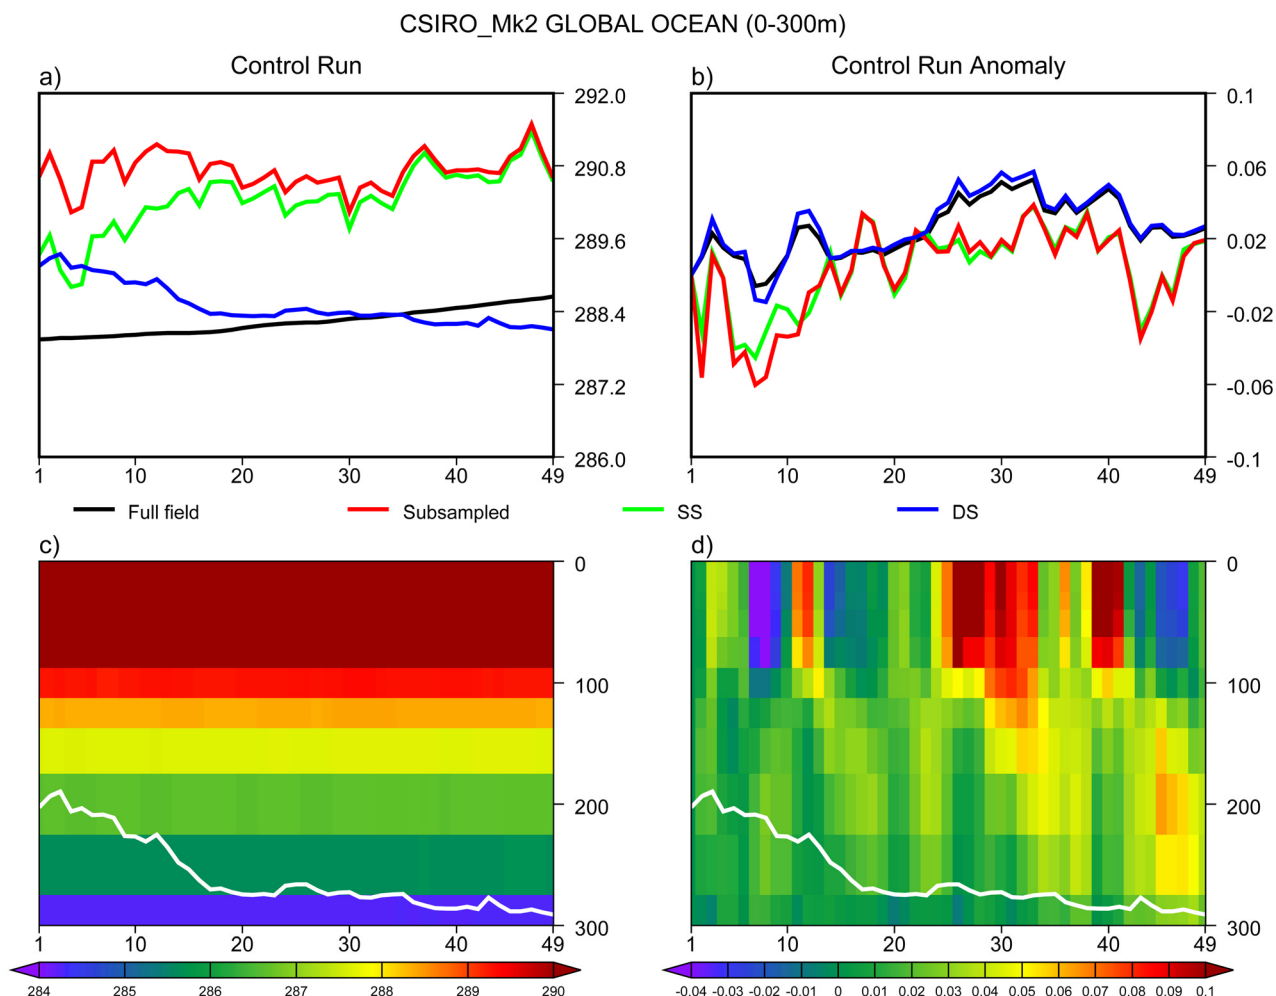 CSIRO_Mk2 GLOBAL OCEAN (0-300m)
a) Control Run
b) Control Run Anomaly
292.0
290.8
289.6
288.4
287.2
286.0
1 10 20 30 40 49
0.1
0.06
0.02
-0.02
-0.06
-0.1
1 10 20 30 40 49
Full field Subsampled SS DS
c)
d)
0
100
200
300
1 10 20 30 40 49
0
100
200
300
1 10 20 30 40 49
284 285 286 287 288 289 290
-0.04 -0.03 -0.02 -0.01 0 0.01 0.02 0.03 0.04 0.05 0.06 0.07 0.08 0.09 0.1